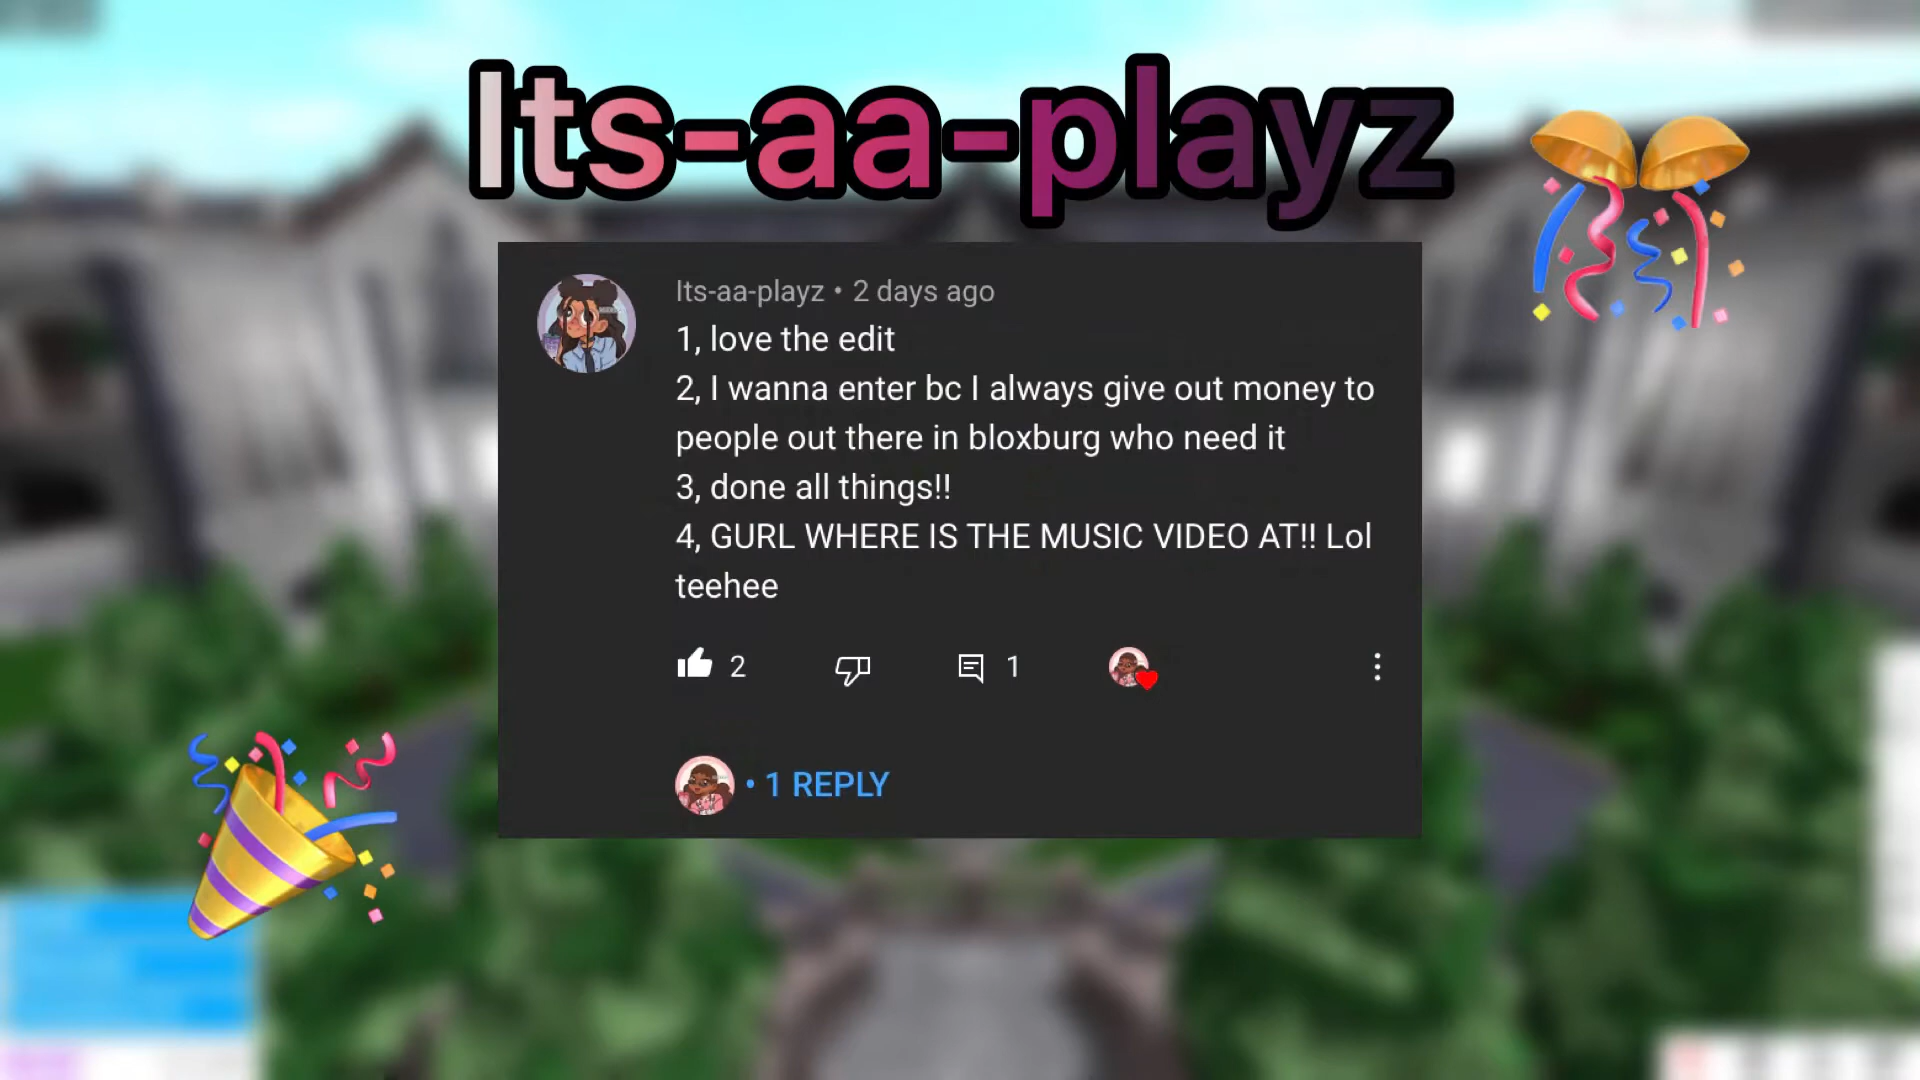 Its-aa-playz
Its-aa-playz • 2 days ago
1, love the edit
2, I wanna enter bc I always give out money to
people out there in bloxburg who need it
3, done all things!!
4, GURL WHERE IS THE MUSIC VIDEO AT!! Lol
teehee
2
1
• 1 REPLY